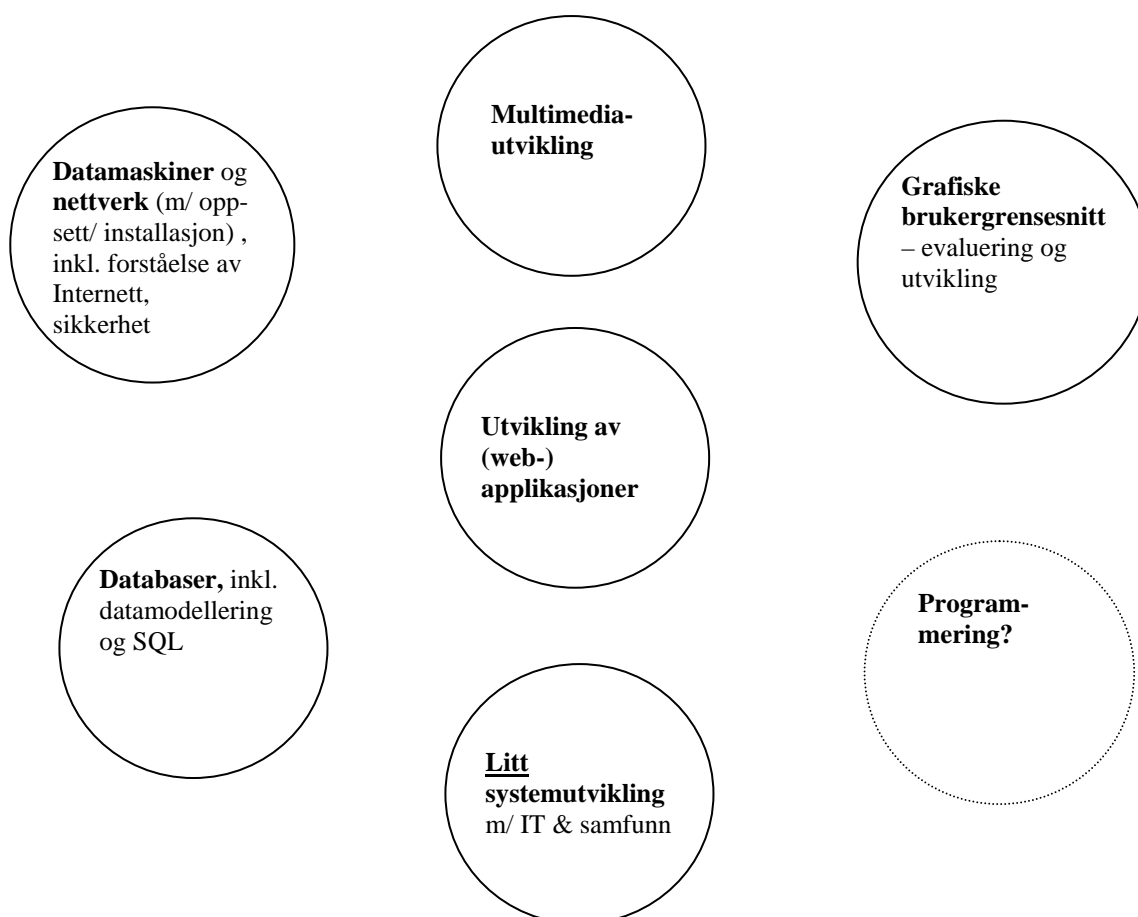 Multimedia-
utvikling
Datamaskiner og
nettverk (m/ opp-
sett/ installasjon) ,
inkl. forståelse av
Internett,
sikkerhet
Grafiske
brukergrensesnitt
– evaluering og
utvikling
Utvikling av
(web-)
applikasjoner
Databaser, inkl.
datamodellering
og SQL
Program-
mering?
Litt
systemutvikling
m/ IT & samfunn